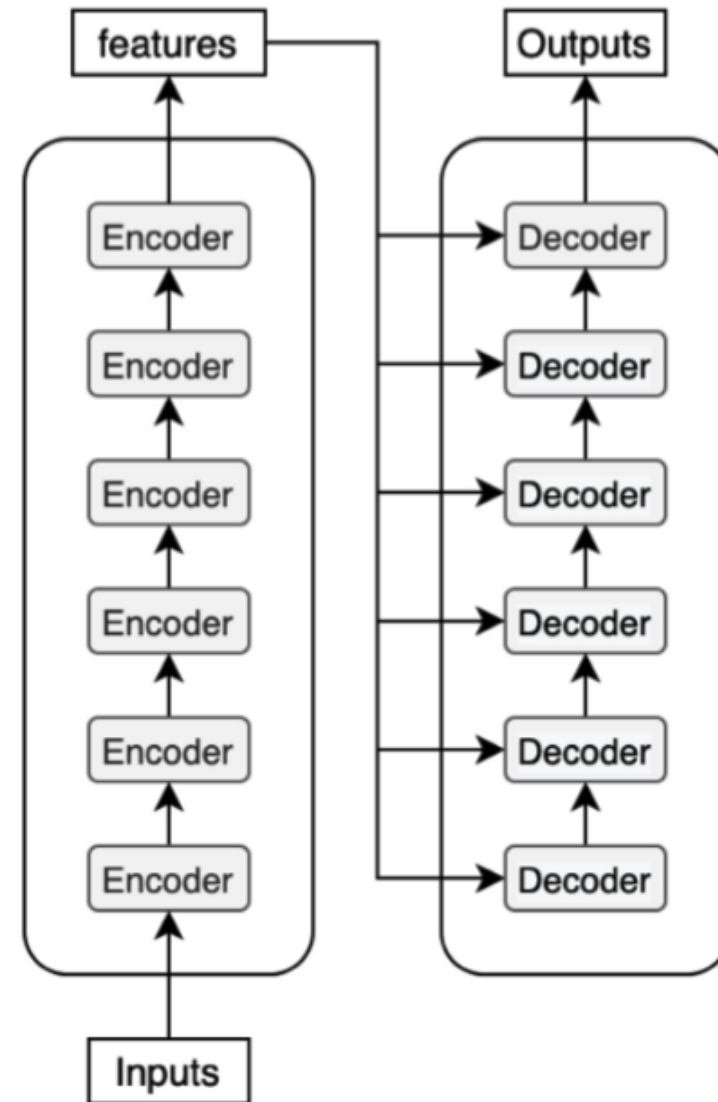 features
Outputs
Encoder
Decoder
Encoder
Decoder
Encoder
Decoder
Encoder
Decoder
Encoder
Decoder
Encoder
Decoder
Inputs